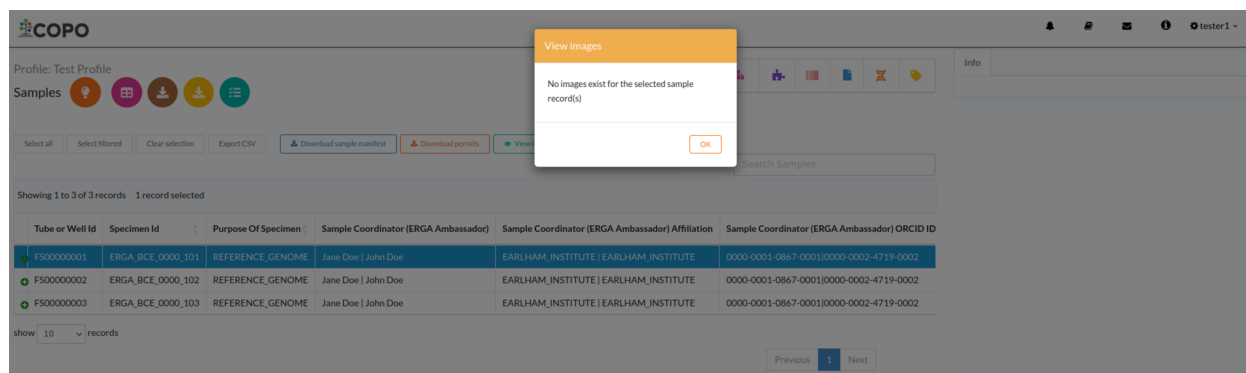 COPO
tester1
View images
No images exist for the selected sample
record(s)
OK
Profile: Test Profile
Samples
Info
Select all
Select filtered
Clear selection
Export CSV
Download sample manifest
Download permits
View
Search Samples
Showing 1 to 3 of 3 records 1 record selected
Tube or Well Id Specimen Id Purpose Of Specimen Sample Coordinator (ERGA Ambassador) Sample Coordinator (ERGA Ambassador) Affiliation Sample Coordinator (ERGA Ambassador) ORCID ID
FS00000001 ERGA_BCE_0000_101 REFERENCE_GENOME Jane Doe | John Doe EARLHAM_INSTITUTE | EARLHAM_INSTITUTE 0000-0001-0867-0001|0000-0002-4719-0002
FS00000002 ERGA_BCE_0000_102 REFERENCE_GENOME Jane Doe | John Doe EARLHAM_INSTITUTE | EARLHAM_INSTITUTE 0000-0001-0867-0001|0000-0002-4719-0002
FS00000003 ERGA_BCE_0000_103 REFERENCE_GENOME Jane Doe | John Doe EARLHAM_INSTITUTE | EARLHAM_INSTITUTE 0000-0001-0867-0001|0000-0002-4719-0002
show 10 records
Previous 1 Next